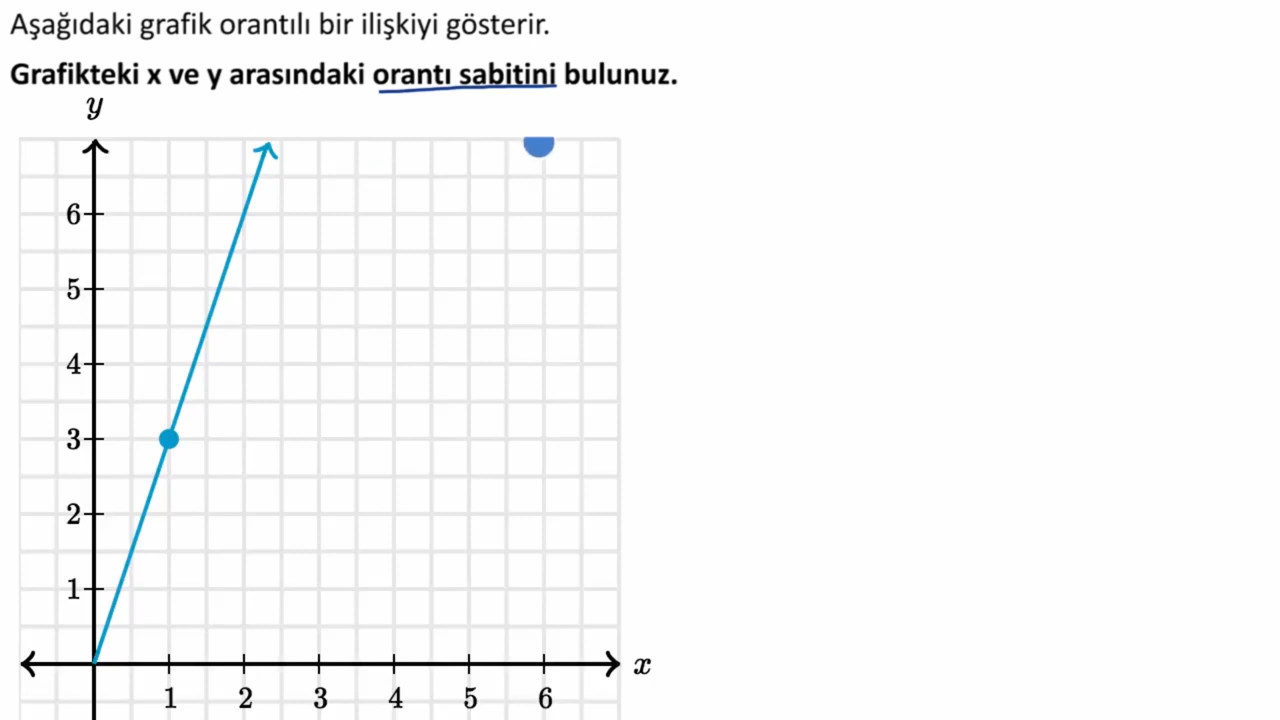 Aşağıdaki grafik orantılı bir ilişkiyi gösterir.
Grafikteki x ve y arasındaki orantı sabitini bulunuz.
y
6
5
4
3
2
1
x
1 2 3 4 5 6